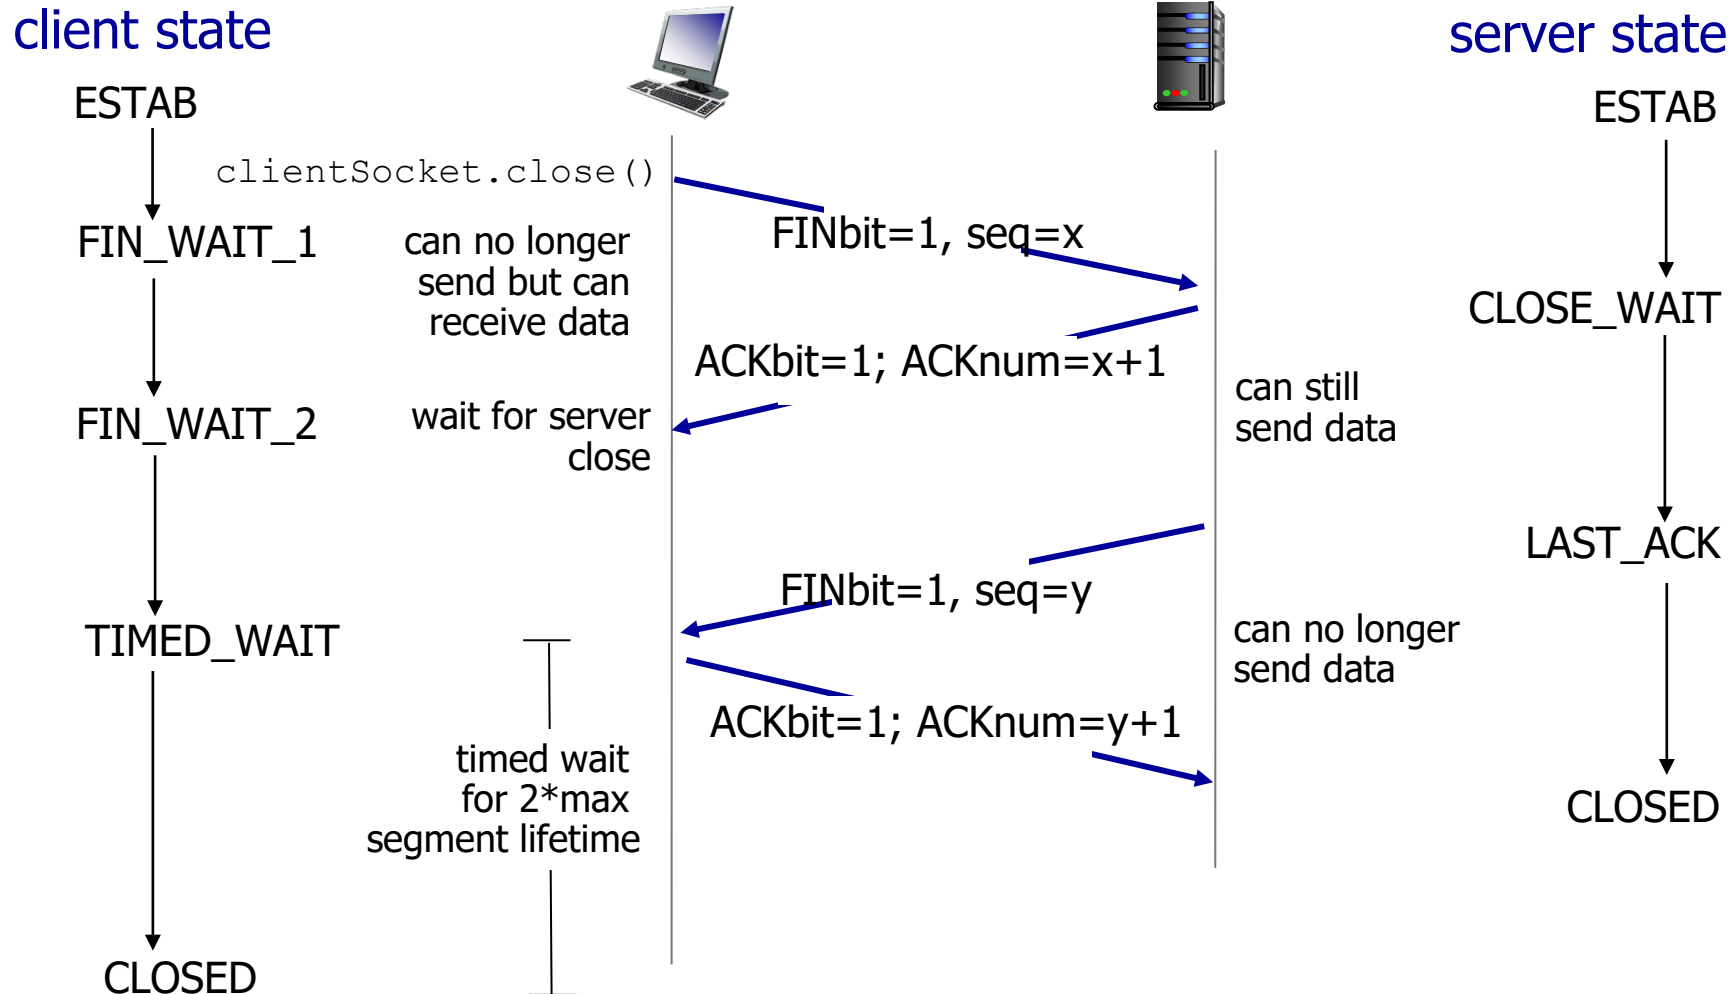 client state
server state
ESTAB
ESTAB
clientSocket.close()
FINbit=1, seq=x
FIN_WAIT_1
can no longer
send but can
receive data
CLOSE_WAIT
ACKbit=1; ACKnum=x+1
can still
send data
FIN_WAIT_2
wait for server
close
LAST_ACK
FINbit=1, seq=y
TIMED_WAIT
can no longer
send data
ACKbit=1; ACKnum=y+1
timed wait
for 2*max
segment lifetime
CLOSED
CLOSED